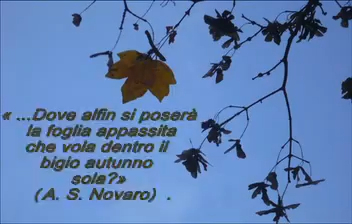 « ...Dove alfin si poserà
la foglia appassita
che vola dentro il
bigio autunno
sola?»
(A. S. Novaro) .